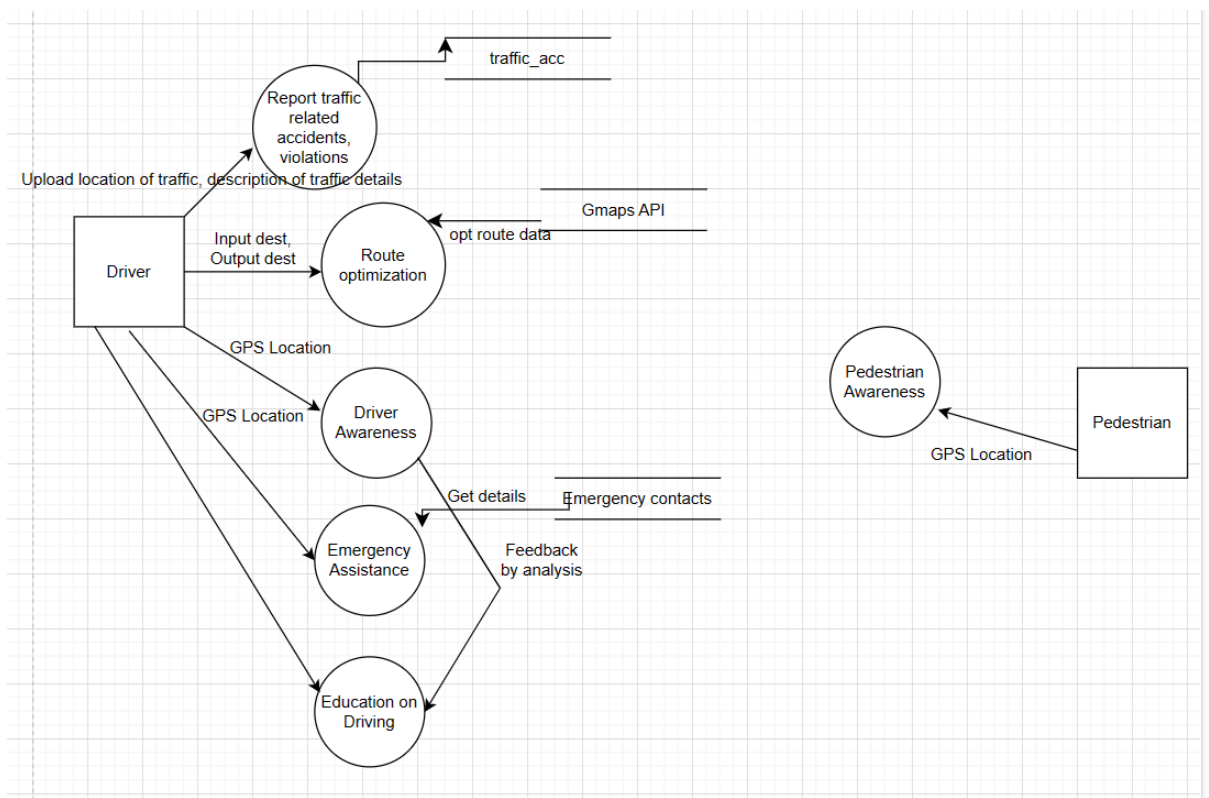 traffic_acc
Report traffic
related
accidents,
violations
Upload location of traffic, description of traffic details
Gmaps API
opt route data
Input dest,
Output dest
Driver
Route
optimization
GPS Location
GPS Location
Driver
Awareness
Pedestrian
Awareness
Pedestrian
GPS Location
Get details
Emergency contacts
Emergency
Assistance
Feedback
by analysis
Education on
Driving